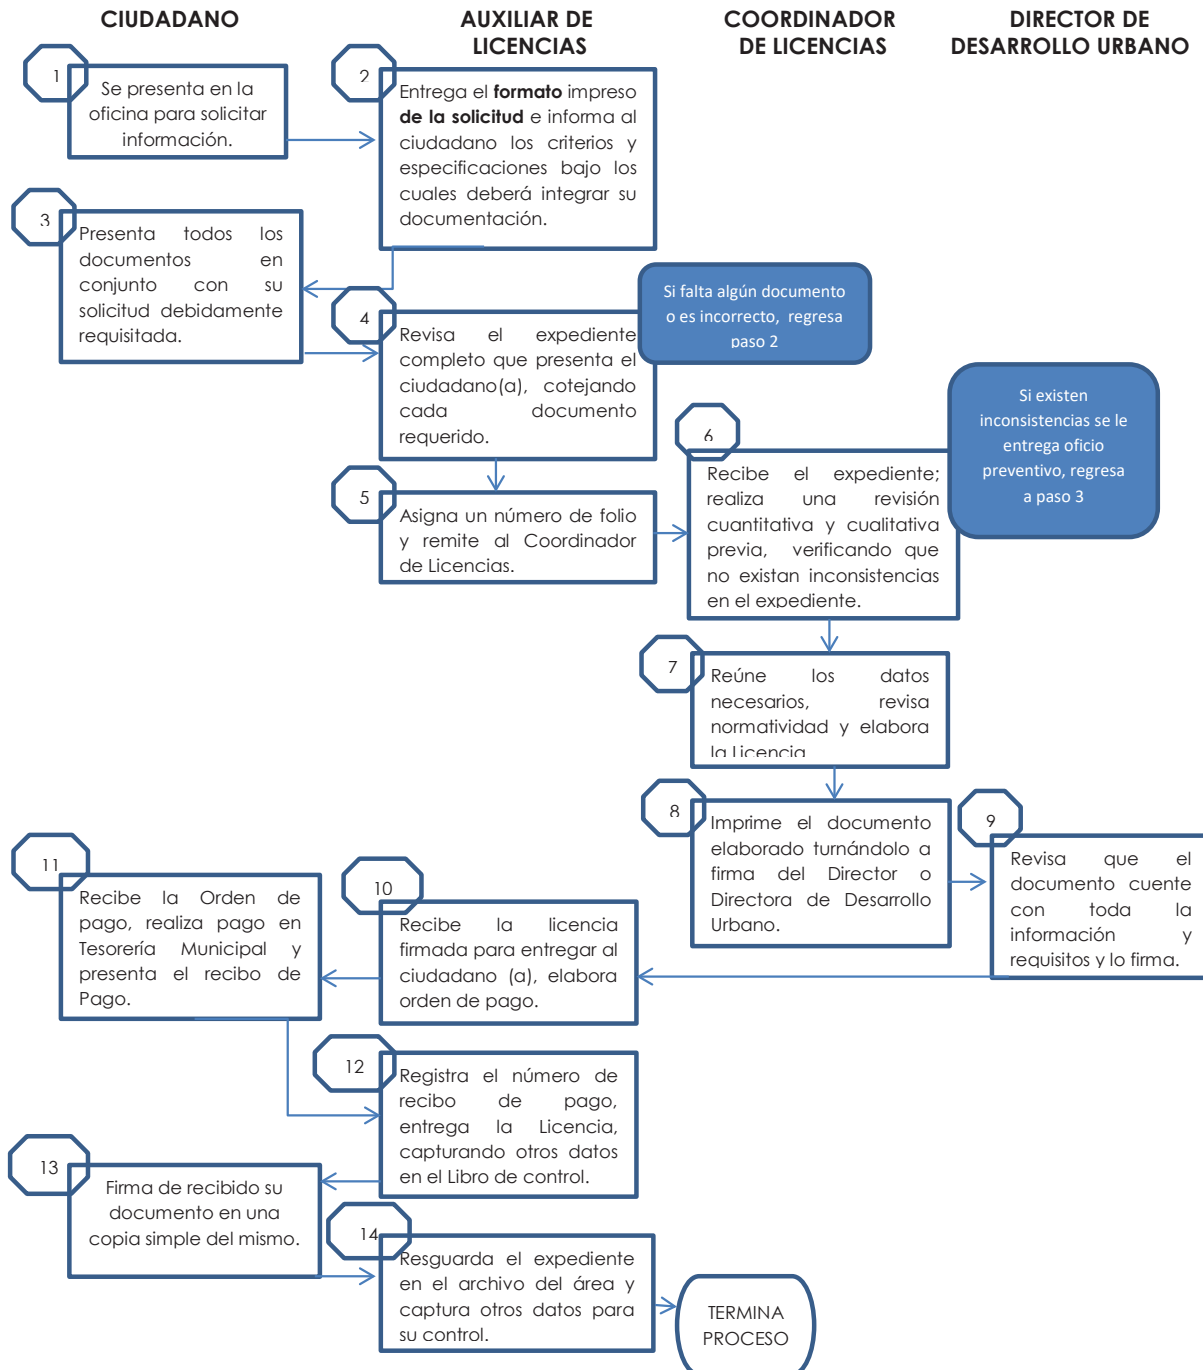 CIUDADANO
AUXILIAR DE
LICENCIAS
COORDINADOR
DE LICENCIAS
DIRECTOR DE
DESARROLLO URBANO
1
Se presenta en la
oficina para solicitar
información.
2
Entrega el formato impreso
de la solicitud e informa al
ciudadano los criterios y
especificaciones bajo los
cuales deberá integrar su
documentación.
3
Presenta todos los
documentos en
conjunto con su
solicitud debidamente
requisitada.
4
Revisa el expediente
completo que presenta el
ciudadano(a), cotejando
cada documento
requerido.
Si falta algún documento
o es incorrecto, regresa
paso 2
5
Asigna un número de folio
y remite al Coordinador
de Licencias.
6
Recibe el expediente;
realiza una revisión
cuantitativa y cualitativa
previa, verificando que
no existan inconsistencias
en el expediente.
Si existen
inconsistencias se le
entrega oficio
preventivo, regresa
a paso 3
7
Reúne los datos
necesarios, revisa
normatividad y elabora
la Licencia
8
Imprime el documento
elaborado turnándolo a
firma del Director o
Directora de Desarrollo
Urbano.
9
Revisa que el
documento cuente
con toda la
información y
requisitos y lo firma.
10
Recibe la licencia
firmada para entregar al
ciudadano (a), elabora
orden de pago.
11
Recibe la Orden de
pago, realiza pago en
Tesorería Municipal y
presenta el recibo de
Pago.
12
Registra el número de
recibo de pago,
entrega la Licencia,
capturando otros datos
en el Libro de control.
13
Firma de recibido su
documento en una
copia simple del mismo.
14
Resguarda el expediente
en el archivo del área y
captura otros datos para
su control.
TERMINA
PROCESO